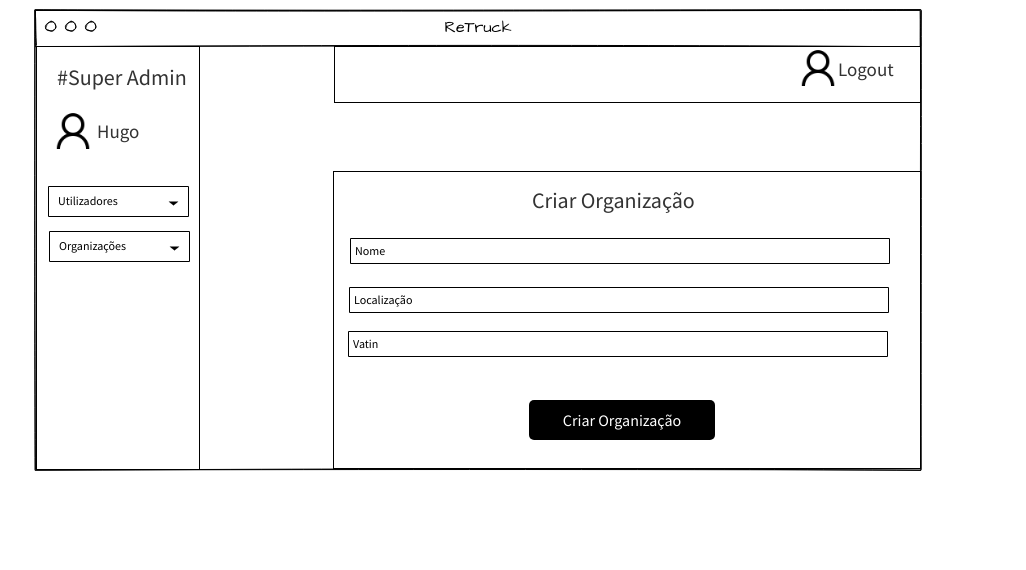 ReTruck
#Super Admin
Hugo
Utilizadores
Organizações
Logout
Criar Organização
Nome
Localização
Vatin
Criar Organização